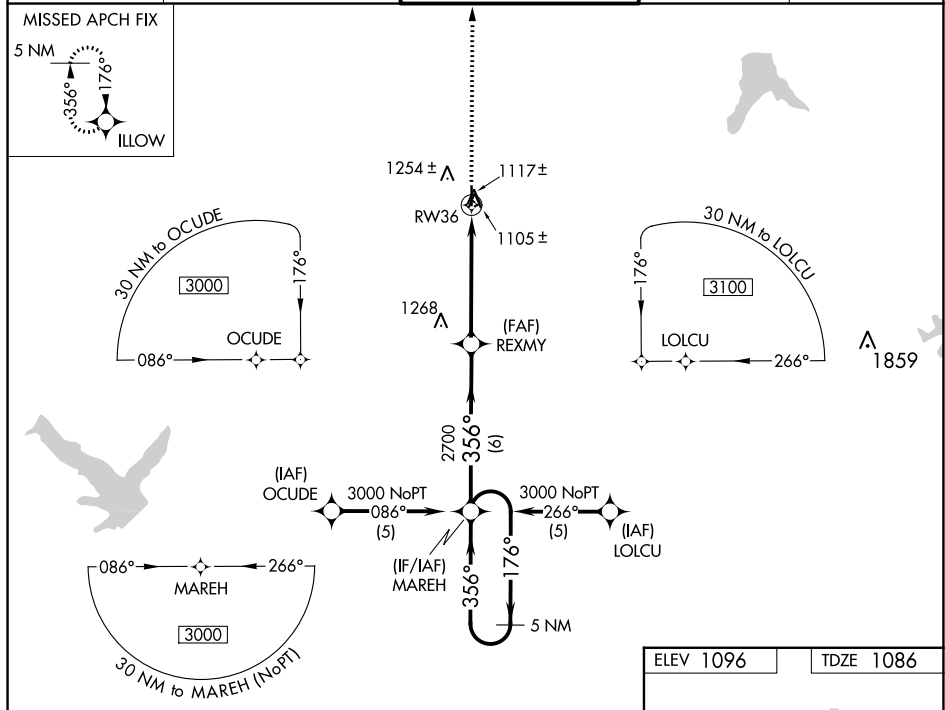 MISSED APCH FIX
5 NM
356°
176°
ILLOW
1254 ±
1117 ±
RW36
1105 ±
30 NM to OCUDE
3000
176°
OCUDE
086°
30 NM to LOLCU
176°
3100
LOLCU
266°
1859
1268
(FAF)
REXMY
2700
356°
(6)
(IAF)
OCUDE
3000 NoPT
086°
(5)
3000 NoPT
266°
(5)
(IAF)
LOLCU
(IF/IAF)
MAREH
356°
176°
5 NM
086°
266°
MAREH
3000
30 NM to MAREH (NoPT)
ELEV 1096
TDZE 1086